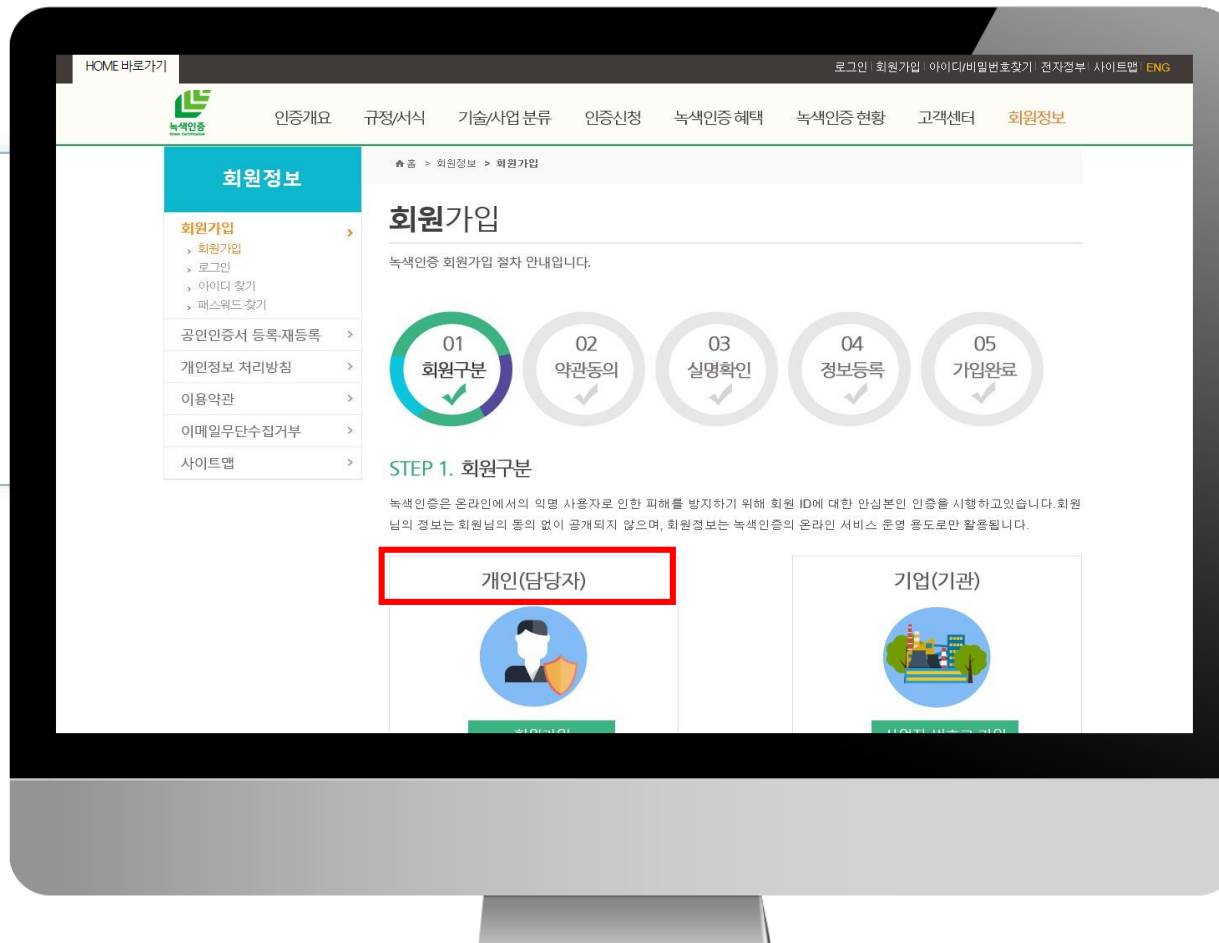 HOME 바로가기
로그인 | 회원가입 | 아이디/비밀번호찾기 | 전자정부 | 사이트맵 | ENG
녹색인증
Green Certification
인증개요 규정/서식 기술/사업 분류 인증신청 녹색인증 혜택 녹색인증 현황 고객센터 회원정보
회원정보
회원가입
회원가입
로그인
아이디 찾기
패스워드 찾기
공인인증서 등록·재등록
개인정보 처리방침
이용약관
이메일무단수집거부
사이트맵
홈 > 회원정보 > 회원가입
회원가입
녹색인증 회원가입 절차 안내입니다.
01 02 03 04 05
회원구분 약관동의 실명확인 정보등록 가입완료
STEP 1. 회원구분
녹색인증은 온라인에서의 익명 사용자로 인한 피해를 방지하기 위해 회원 ID에 대한 안심본인 인증을 시행하고있습니다.회원
님의 정보는 회원님의 동의 없이 공개되지 않으며, 회원정보는 녹색인증의 온라인 서비스 운영 용도로만 활용됩니다.
개인(담당자) 기업(기관)